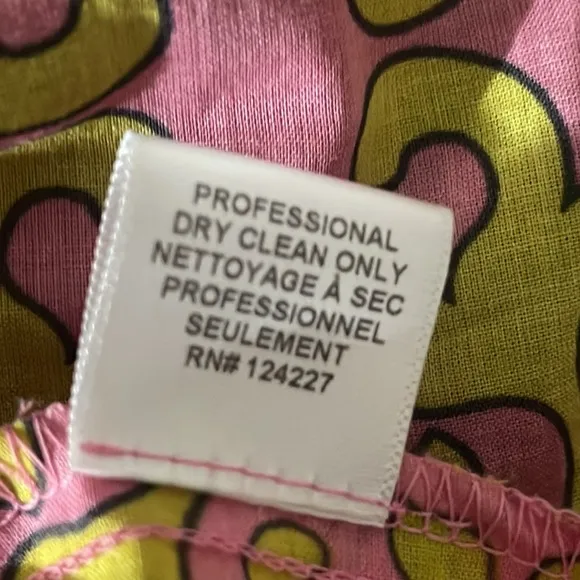 PROFESSIONAL
DRY CLEAN ONLY
NETTOYAGE À SEC
PROFESSIONNEL
SEULEMENT
RN# 124227